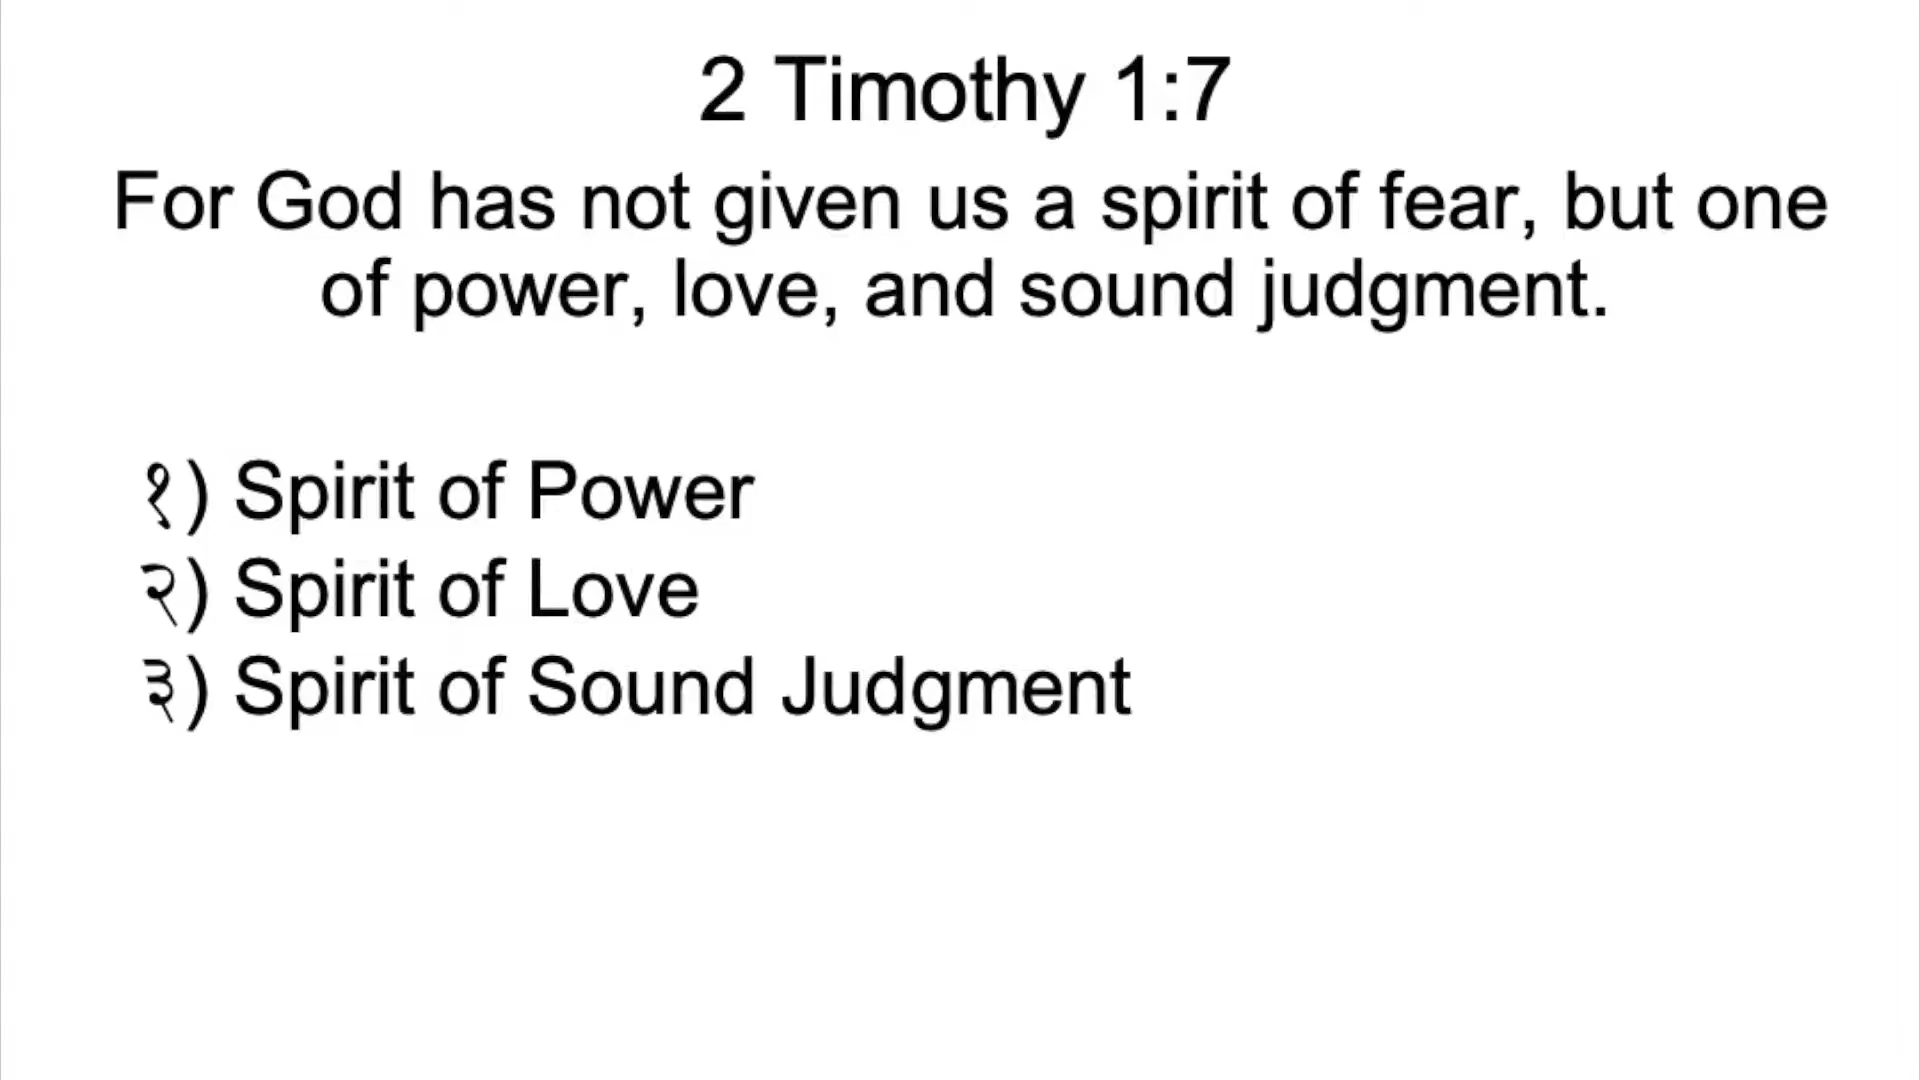 2 Timothy 1:7
For God has not given us a spirit of fear, but one
of power, love, and sound judgment.
१) Spirit of Power
२) Spirit of Love
३) Spirit of Sound Judgment